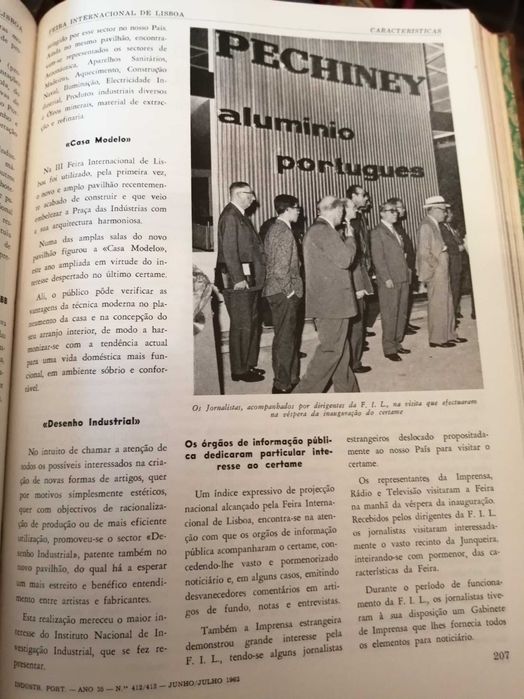 FEIRA INTERNACIONAL DE LISBOA
CARACTERISTICAS
atingido por esse sector no nosso País.
Ainda no mesmo pavilhão, encontra-
representados os sectores de
Aeronáutica, Aparelhos Sanitários,
Madeiras, Aquecimento, Construção
Naval, Iluminação, Electricidade In-
dustrial, Produtos industriais diversos
e Óleos minerais, material de extrac-
ção e refinaria.
«Casa Modelo»
Na III Feira Internacional de Lis-
boa foi utilizado, pela primeira vez,
o novo e amplo pavilhão recentemen-
te acabado de construir e que veio
embelezar a Praça das Indústrias com
a sua arquitectura harmoniosa.
Numa das amplas salas do novo
pavilhão figurou a «Casa Modelo»,
este ano ampliada em virtude do in-
teresse despertado no último certame.
Ali, o público pôde verificar as
vantagens da técnica moderna no pla-
neamento da casa e na concepção do
seu arranjo interior, de modo a har-
monizar-se com a tendência actual
para uma vida doméstica mais fun-
cional, em ambiente sóbrio e confor-
tável.
«Desenho Industrial»
No intuito de chamar a atenção de
todos os possíveis interessados na cria-
ção de novas formas de artigos, quer
por motivos simplesmente estéticos,
quer com objectivos de racionaliza-
ção de produção ou de mais eficiente
utilização, promoveu-se o sector «De-
senho Industrial», patente também no
novo pavilhão, do qual há a esperar
um mais estreito e benéfico entendi-
mento entre artistas e fabricantes.
Esta realização mereceu o maior in-
teresse do Instituto Nacional de In-
vestigação Industrial, que se fez re-
presentar.
PECHINEY
aluminio
portugues
Os Jornalistas, acompanhados por dirigentes da F. I. L., na visita que efectuaram
na véspera da inauguração do certame
Os órgãos de informação públi-
ca dedicaram particular inte-
resse ao certame
Um índice expressivo de projecção
nacional alcançado pela Feira Inter-
nacional de Lisboa, encontra-se na aten-
ção com que os orgãos de informação
pública acompanharam o certame, con-
cedendo-lhe vasto e pormenorizado
noticiário e, em alguns casos, emitindo
desvanecedores comentários em arti-
gos de fundo, notas e entrevistas.
Também a Imprensa estrangeira
demonstrou grande interesse pela
F. I. L., tendo-se alguns jornalistas
estrangeiros deslocado propositada-
mente ao nosso País para visitar o
certame.
Os representantes da Imprensa,
Rádio e Televisão visitaram a Feira
na manhã da véspera da inauguração.
Recebidos pelos dirigentes da F. I. L.
os jornalistas visitaram interessada-
mente o vasto recinto da Junqueira,
inteirando-se com pormenor, das ca-
racterísticas da Feira.
Durante o período de funciona-
mento da F. I. L., os jornalistas tive-
ram à sua disposição um Gabinete
de Imprensa que lhes fornecia todos
os elementos para noticiário.
207
INDÚSTR. PORT. — ANO 35 — N.ºs 412/413 — JUNHO/JULHO 1962